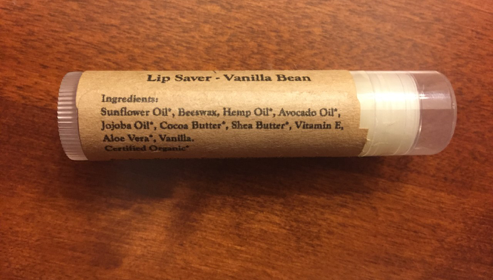 Lip Saver - Vanilla Bean
Ingredients:
Sunflower Oil*, Beeswax, Hemp Oil*, Avocado Oil*,
Jojoba Oil*, Cocoa Butter*, Shea Butter*, Vitamin E,
Aloe Vera*, Vanilla.
Certified Organic*